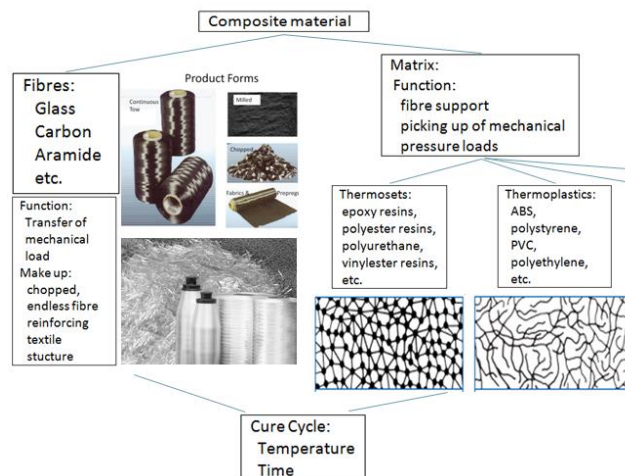 Composite material
Fibres:
Glass
Carbon
Aramide
etc.
Product Forms
Continuous
Tow
Milled
Chopped
Fabrics & Prepregs
Matrix:
Function:
fibre support
picking up of mechanical
pressure loads
Function:
Transfer of
mechanical
load
Make up:
chopped,
endless fibre
reinforcing
textile
stucture
Thermosets:
epoxy resins,
polyester resins,
polyurethane,
vinylester resins,
etc.
Thermoplastics:
ABS,
polystyrene,
PVC,
polyethylene,
etc.
Cure Cycle:
Temperature
Time